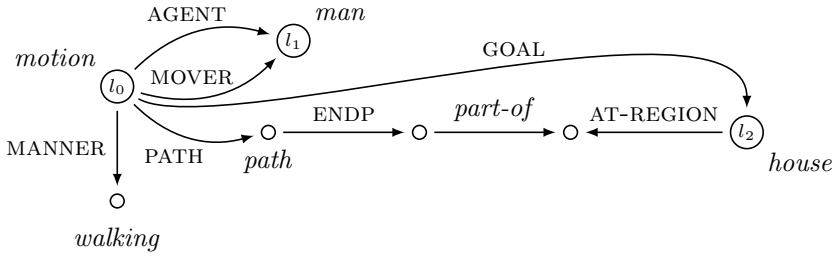 AGENT
man
l₁
motion
GOAL
MOVER
l₀
ENDP
part-of
AT-REGION
l₂
MANNER
PATH
path
house
walking